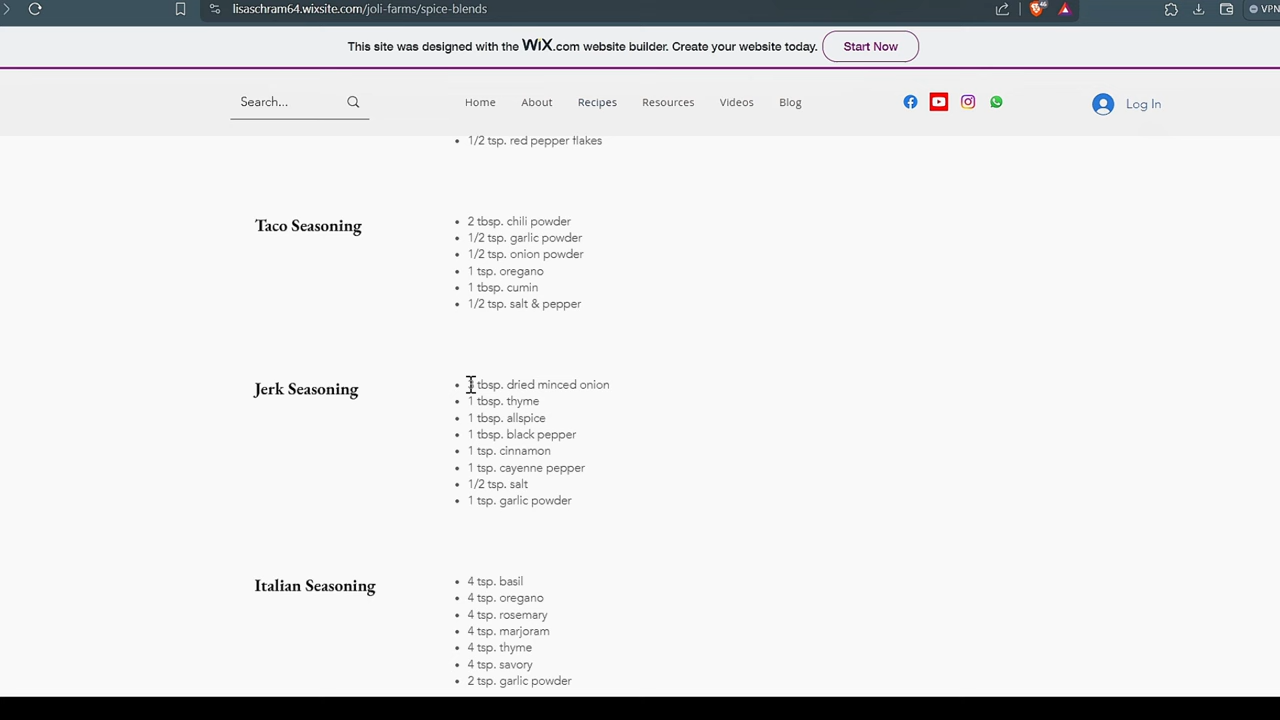 lisaschram64.wixsite.com/joli-farms/spice-blends
VPN
This site was designed with the WiX.com website builder. Create your website today. Start Now
Search...
Home About Recipes Resources Videos Blog
Log In
1/2 tsp. red pepper flakes
Taco Seasoning
2 tbsp. chili powder
1/2 tsp. garlic powder
1/2 tsp. onion powder
1 tsp. oregano
1 tbsp. cumin
1/2 tsp. salt & pepper
Jerk Seasoning
tbsp. dried minced onion
1 tbsp. thyme
1 tbsp. allspice
1 tbsp. black pepper
1 tsp. cinnamon
1 tsp. cayenne pepper
1/2 tsp. salt
1 tsp. garlic powder
Italian Seasoning
4 tsp. basil
4 tsp. oregano
4 tsp. rosemary
4 tsp. marjoram
4 tsp. thyme
4 tsp. savory
2 tsp. garlic powder